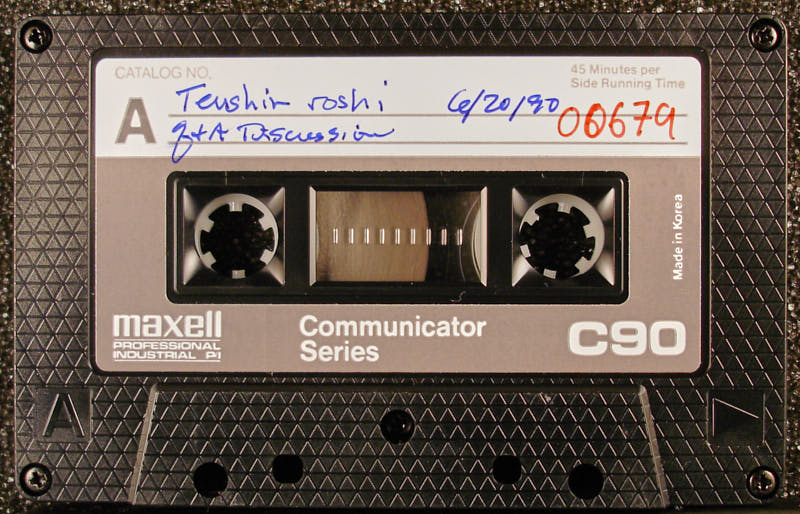 CATALOG NO.
45 Minutes per
Side Running Time
A
Tenshin roshi 6/20/90
00679
Q+A Discussion
Made in Korea
maxell
PROFESSIONAL
INDUSTRIAL P/I
Communicator
Series
C90
A